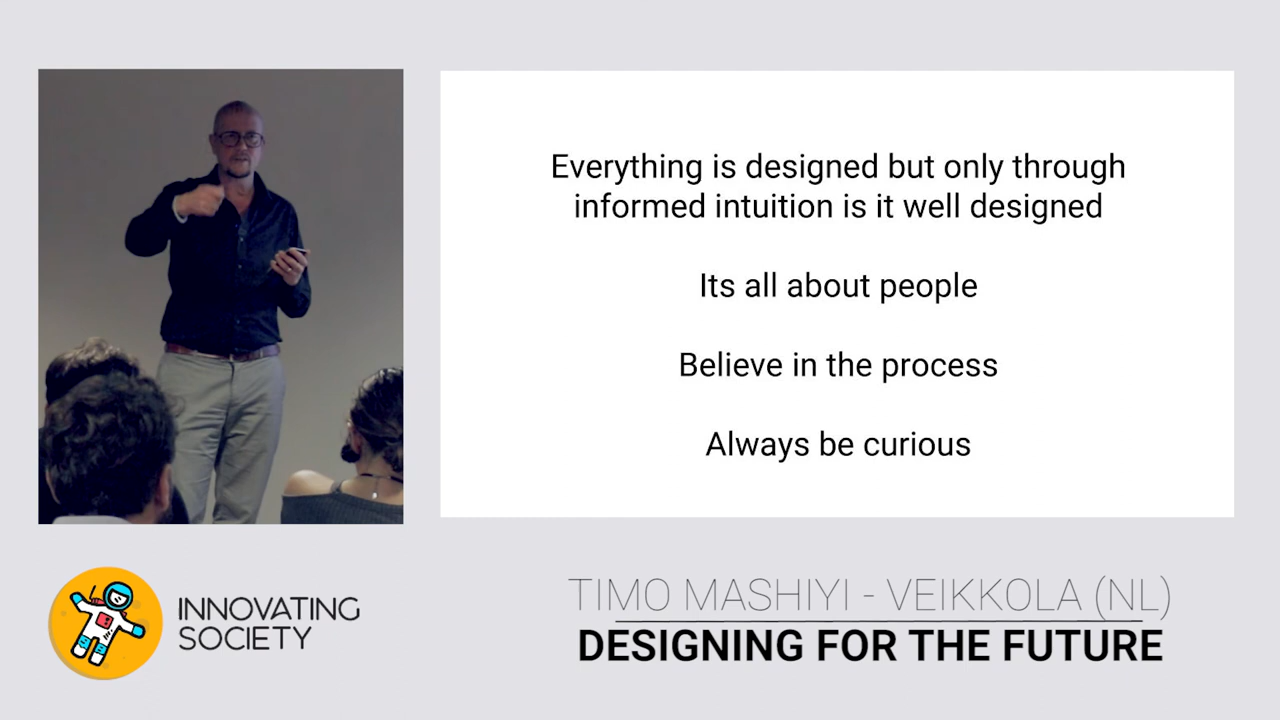 Everything is designed but only through
informed intuition is it well designed
Its all about people
Believe in the process
Always be curious
INNOVATING
SOCIETY
TIMO MASHIYI - VEIKKOLA (NL)
DESIGNING FOR THE FUTURE